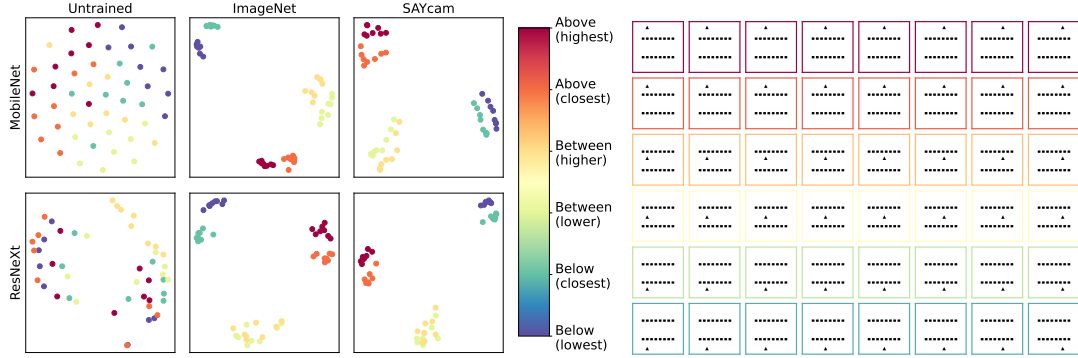 Untrained
ImageNet
SAYcam
MobileNet
ResNeXt
Above
(highest)
Above
(closest)
Between
(higher)
Between
(lower)
Below
(closest)
Below
(lowest)